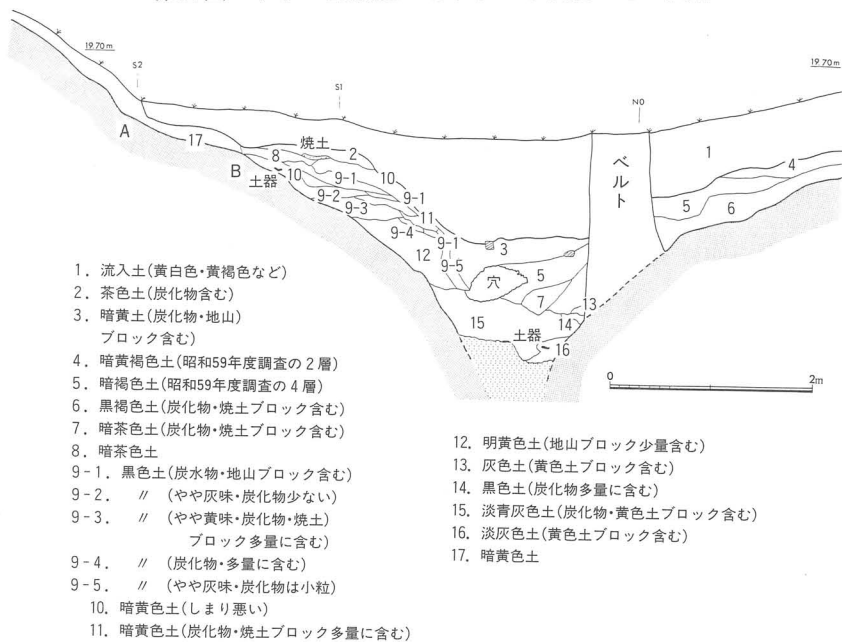 19.70m
S2
S1
N0
19.70m
A
17
B
焼土
8
2
土器
10
9-1
10
9-2
9-1
9-3
11
9-4
9-1
12
9-5
3
穴
5
7
13
15
14
土器
16
ベルト
1
4
5
6
0
2m
1. 流入土(黄白色・黄褐色など)
2. 茶色土(炭化物含む)
3. 暗黄土(炭化物・地山
ブロック含む)
4. 暗黄褐色土(昭和59年度調査の2層)
5. 暗褐色土(昭和59年度調査の4層)
6. 黒褐色土(炭化物・焼土ブロック含む)
7. 暗茶色土(炭化物・焼土ブロック含む)
8. 暗茶色土
9-1. 黒色土(炭水物・地山ブロック含む)
9-2. 〃 (やや灰味・炭化物少ない)
9-3. 〃 (やや黄味・炭化物・焼土
ブロック多量に含む)
9-4. 〃 (炭化物・多量に含む)
9-5. 〃 (やや灰味・炭化物は小粒)
10. 暗黄色土(しまり悪い)
11. 暗黄色土(炭化物・焼土ブロック多量に含む)
12. 明黄色土(地山ブロック少量含む)
13. 灰色土(黄色土ブロック含む)
14. 黒色土(炭化物多量に含む)
15. 淡青灰色土(炭化物・黄色土ブロック含む)
16. 淡灰色土(黄色土ブロック含む)
17. 暗黄色土